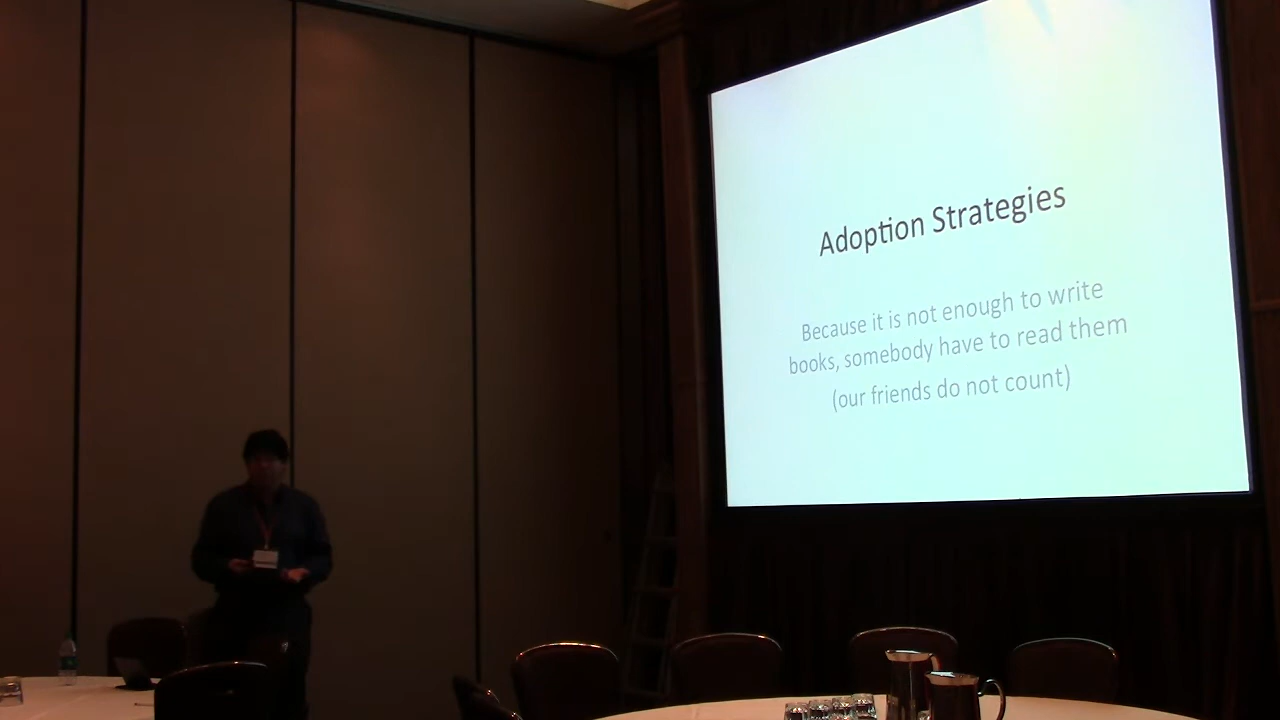 Adoption Strategies
Because it is not enough to write
books, somebody have to read them
(our friends do not count)